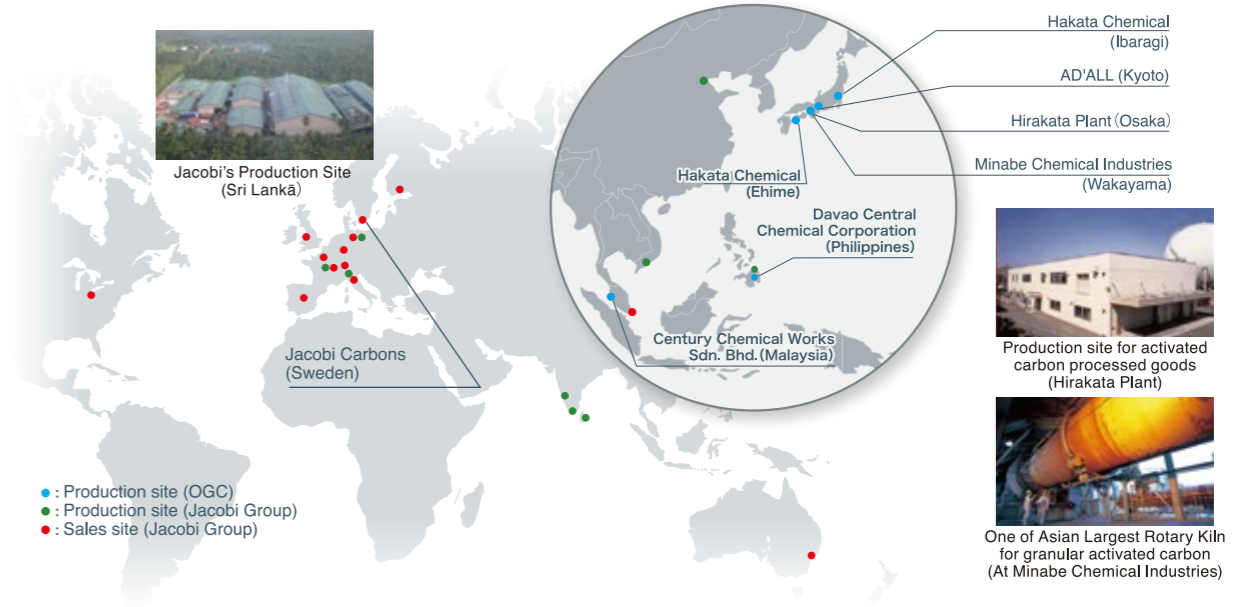 Jacobi's Production Site
(Sri Lankā)
Hakata Chemical
(Ibaragi)
AD'ALL (Kyoto)
Hirakata Plant (Osaka)
Minabe Chemical Industries
(Wakayama)
Hakata Chemical
(Ehime)
Davao Central
Chemical Corporation
(Philippines)
Century Chemical Works
Sdn. Bhd. (Malaysia)
Jacobi Carbons
(Sweden)
Production site for activated
carbon processed goods
(Hirakata Plant)
One of Asian Largest Rotary Kiln
for granular activated carbon
(At Minabe Chemical Industries)
: Production site (OGC)
: Production site (Jacobi Group)
: Sales site (Jacobi Group)